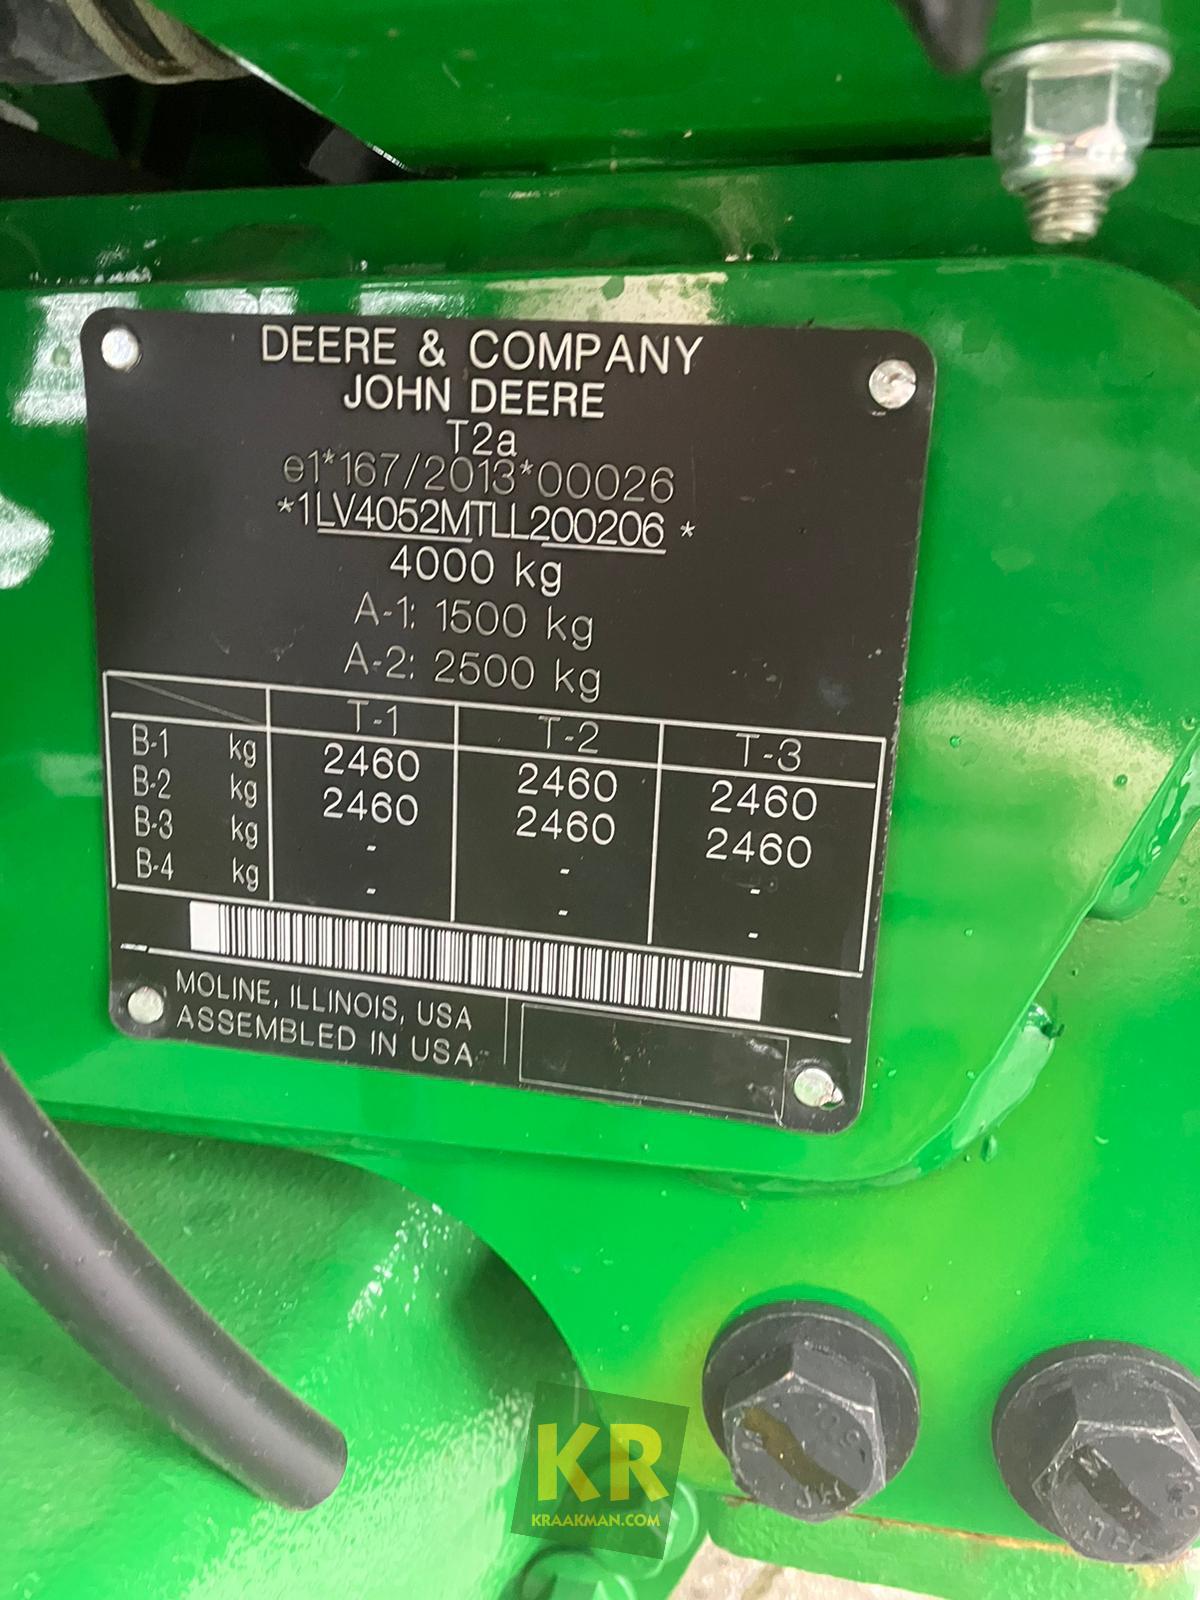 DEERE & COMPANY
JOHN DEERE
T2a
e1*167/2013*00026
*1LV4052MTLL200206*
4000 kg
A-1: 1500 kg
A-2: 2500 kg
T-1 T-2 T-3
B-1 kg 2460 2460 2460
B-2 kg 2460 2460 2460
B-3 kg - - -
B-4 kg - - -
MOLINE, ILLINOIS, USA
ASSEMBLED IN USA
KR
KRAAKMAN.COM